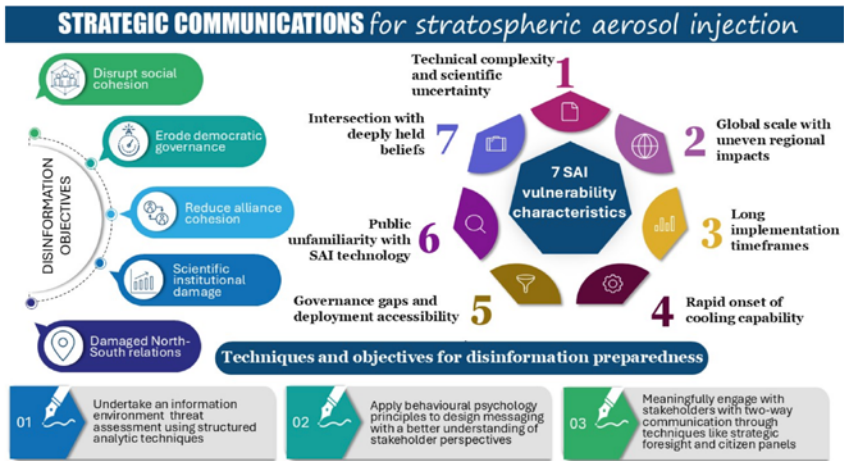 STRATEGIC COMMUNICATIONS for stratospheric aerosol injection
DISINFORMATION
OBJECTIVES
Disrupt social
cohesion
Erode democratic
governance
Reduce alliance
cohesion
Scientific
institutional
damage
Damaged North-
South relations
7 SAI
vulnerability
characteristics
1
Technical complexity
and scientific
uncertainty
2
Global scale with
uneven regional
impacts
3
Long
implementation
timeframes
4
Rapid onset of
cooling capability
5
Governance gaps and
deployment accessibility
6
Public
unfamiliarity with
SAI technology
7
Intersection with
deeply held
beliefs
Techniques and objectives for disinformation preparedness
01
Undertake an information
environment threat
assessment using structured
analytic techniques
02
Apply behavioural psychology
principles to design messaging
with a better understanding of
stakeholder perspectives
03
Meaningfully engage with
stakeholders with two-way
communication through
techniques like strategic
foresight and citizen panels